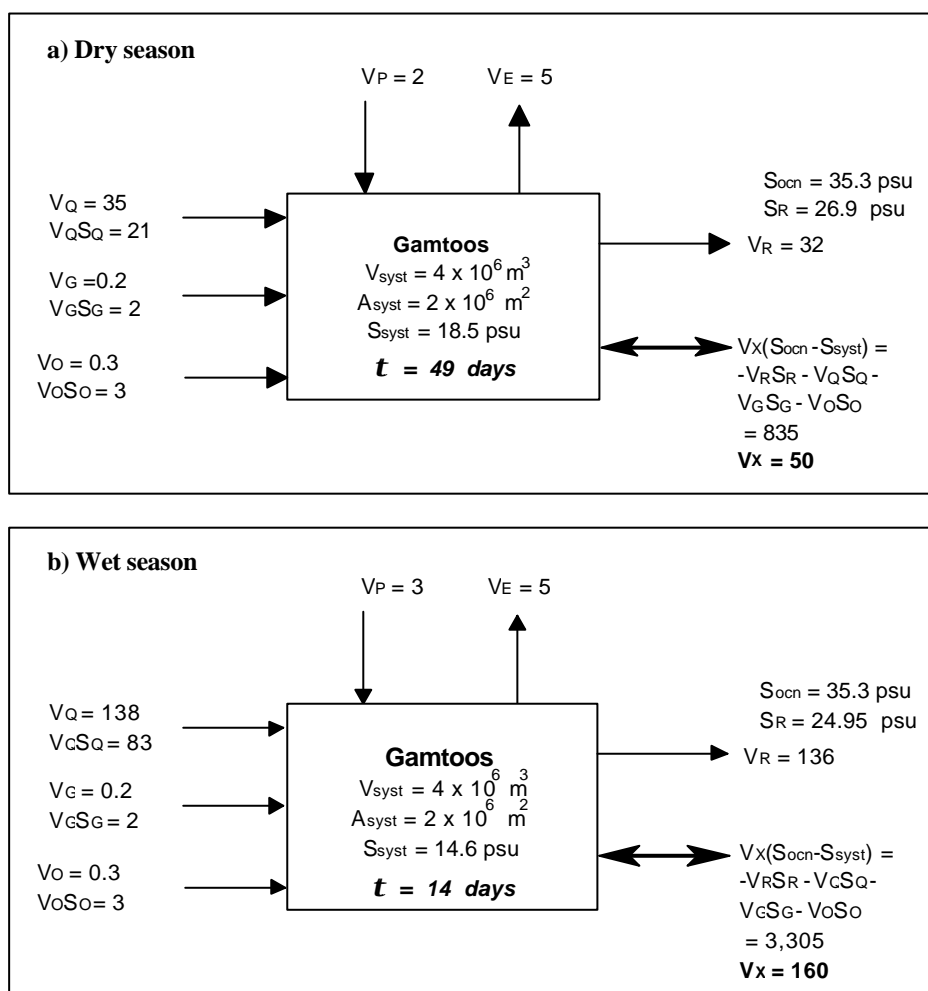 a) Dry season
VP = 2
VE = 5
Socn = 35.3 psu
SR = 26.9 psu
VR = 32
VQ = 35
VQSQ = 21
VG =0.2
VGSG = 2
VO = 0.3
VOSO = 3
Gamtoos
Vsyst = 4 x 10^6 m^3
Asyst = 2 x 10^6 m^2
Ssyst = 18.5 psu
t = 49 days
VX(Socn-Ssyst) =
-VRSR - VQSQ -
VGSG - VOSO
= 835
VX = 50
b) Wet season
VP = 3
VE = 5
Socn = 35.3 psu
SR = 24.95 psu
VR = 136
VQ = 138
VQSQ = 83
VG = 0.2
VGSG = 2
VO = 0.3
VOSO = 3
Gamtoos
Vsyst = 4 x 10^6 m^3
Asyst = 2 x 10^6 m^2
Ssyst = 14.6 psu
t = 14 days
VX(Socn-Ssyst) =
-VRSR - VQSQ-
VGSG- VOSO
= 3,305
VX = 160